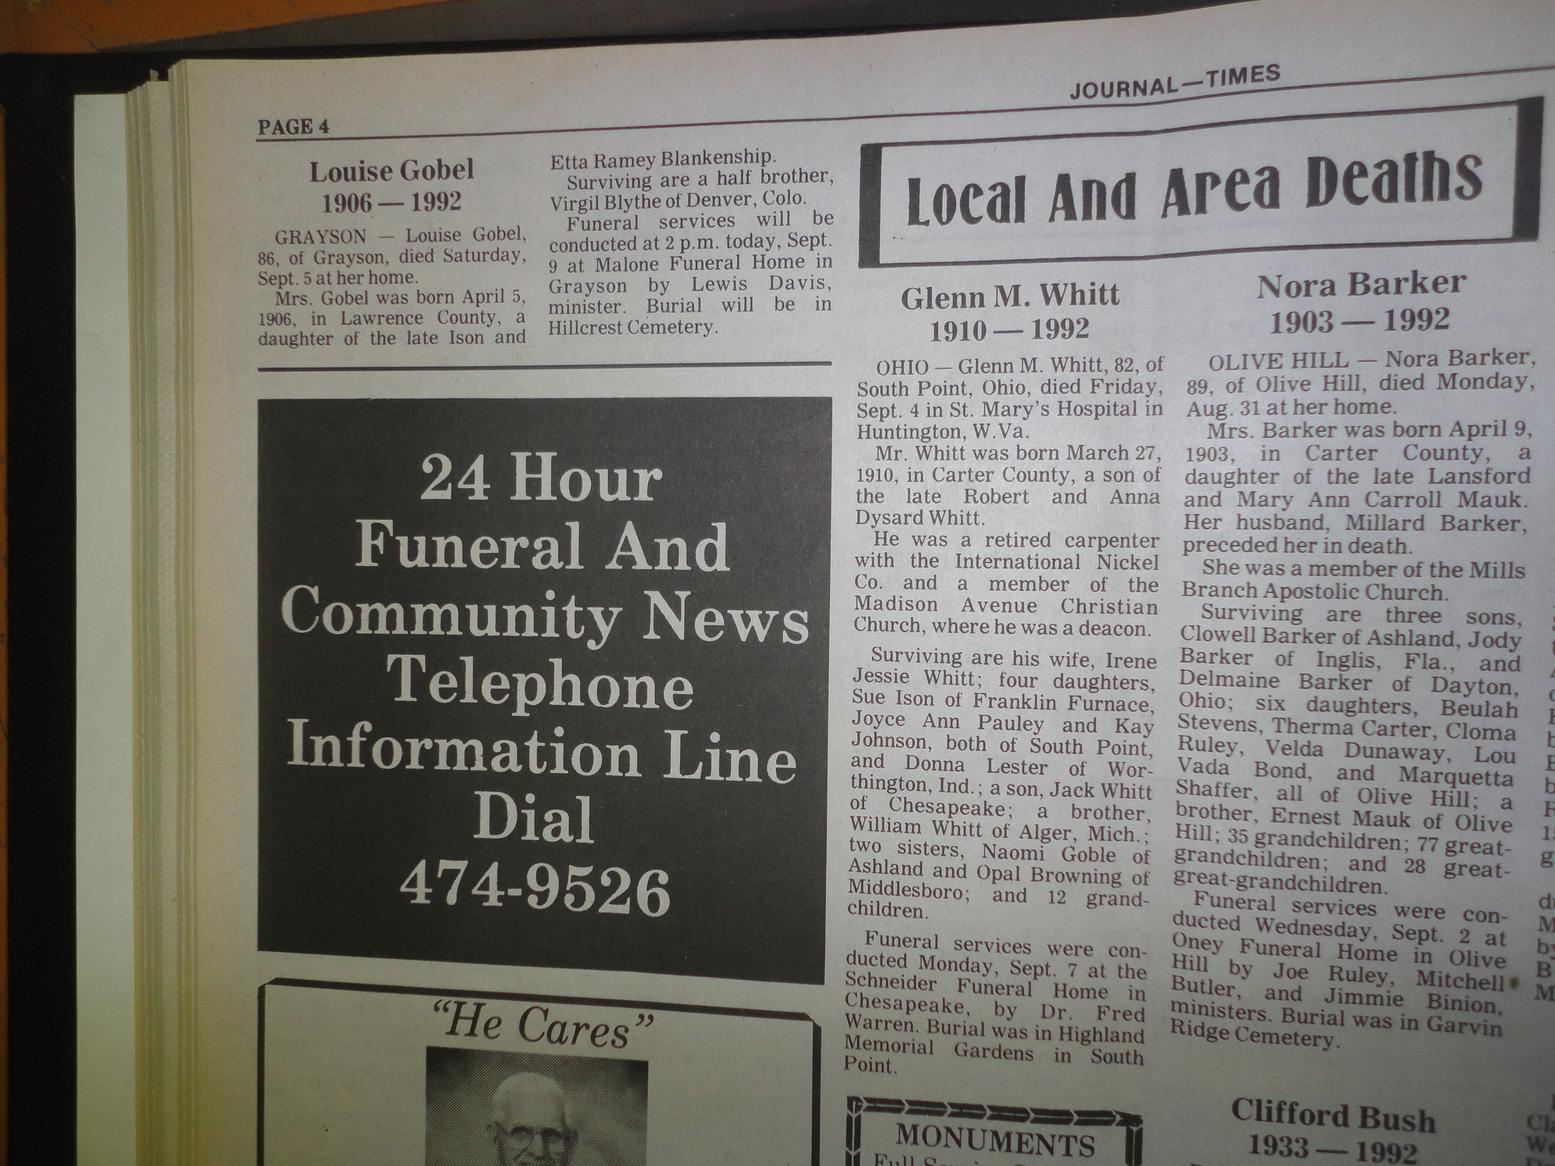 JOURNAL—TIMES
PAGE 4
Louise Gobel
1906 — 1992
GRAYSON — Louise Gobel,
86, of Grayson, died Saturday,
Sept. 5 at her home.
Mrs. Gobel was born April 5,
1906, in Lawrence County, a
daughter of the late Ison and
Etta Ramey Blankenship.
Surviving are a half brother,
Virgil Blythe of Denver, Colo.
Funeral services will be
conducted at 2 p.m. today, Sept.
9 at Malone Funeral Home in
Grayson by Lewis Davis,
minister. Burial will be in
Hillcrest Cemetery.
24 Hour
Funeral And
Community News
Telephone
Information Line
Dial
474-9526
"He Cares"
Local And Area Deaths
Glenn M. Whitt
1910 — 1992
OHIO — Glenn M. Whitt, 82, of
South Point, Ohio, died Friday,
Sept. 4 in St. Mary's Hospital in
Huntington, W.Va.
Mr. Whitt was born March 27,
1910, in Carter County, a son of
the late Robert and Anna
Dysard Whitt.
He was a retired carpenter
with the International Nickel
Co. and a member of the
Madison Avenue Christian
Church, where he was a deacon.
Surviving are his wife, Irene
Jessie Whitt; four daughters,
Sue Ison of Franklin Furnace,
Joyce Ann Pauley and Kay
Johnson, both of South Point,
and Donna Lester of Wor-
thington, Ind.; a son, Jack Whitt
of Chesapeake; a brother,
William Whitt of Alger, Mich.;
two sisters, Naomi Goble of
Ashland and Opal Browning of
Middlesboro; and 12 grand-
children.
Funeral services were con-
ducted Monday, Sept. 7 at the
Schneider Funeral Home in
Chesapeake, by Dr. Fred
Warren. Burial was in Highland
Memorial Gardens in South
Point.
MONUMENTS
Nora Barker
1903 — 1992
OLIVE HILL — Nora Barker,
89, of Olive Hill, died Monday,
Aug. 31 at her home.
Mrs. Barker was born April 9,
1903, in Carter County, a
daughter of the late Lansford
and Mary Ann Carroll Mauk.
Her husband, Millard Barker,
preceded her in death.
She was a member of the Mills
Branch Apostolic Church.
Surviving are three sons,
Clowell Barker of Ashland, Jody
Barker of Inglis, Fla., and
Delmaine Barker of Dayton,
Ohio; six daughters, Beulah
Stevens, Therma Carter, Cloma
Ruley, Velda Dunaway, Lou
Vada Bond, and Marquetta
Shaffer, all of Olive Hill; a
brother, Ernest Mauk of Olive
Hill; 35 grandchildren; 77 great-
grandchildren; and 28 great-
great-grandchildren.
Funeral services were con-
ducted Wednesday, Sept. 2 at
Oney Funeral Home in Olive
Hill by Joe Ruley, Mitchell
Butler, and Jimmie Binion,
ministers. Burial was in Garvin
Ridge Cemetery.
Clifford Bush
1933 — 1992